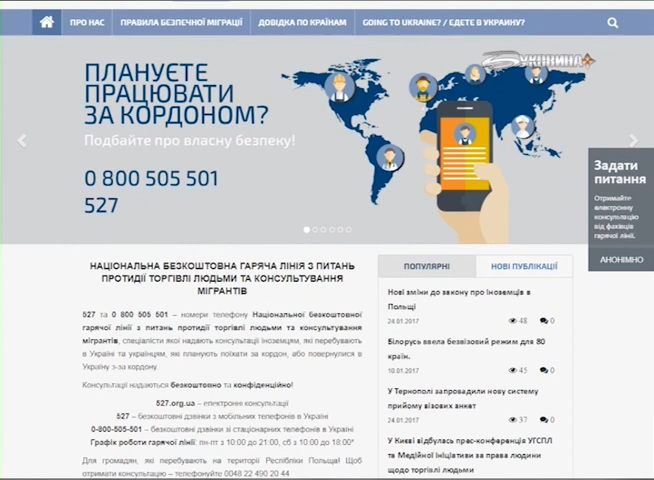 ПРО НАС
ПРАВИЛА БЕЗПЕЧНОЇ МІГРАЦІЇ
ДОВІДКА ПО КРАЇНАМ
GOING TO UKRAINE? / ЕДЕТЕ В УКРАИНУ?
Буковина
ПЛАНУЄТЕ
ПРАЦЮВАТИ
ЗА КОРДОНОМ?
Подбайте про власну безпеку!
0 800 505 501
527
Задати
питання
Отримайте
електронну
консультацію
від фахівців
гарячої лінії.
АНОНІМНО
НАЦІОНАЛЬНА БЕЗКОШТОВНА ГАРЯЧА ЛІНІЯ З ПИТАНЬ
ПРОТИДІЇ ТОРГІВЛІ ЛЮДЬМИ ТА КОНСУЛЬТУВАННЯ
МІГРАНТІВ
527 та 0 800 505 501 – номери телефону Національної безкоштовної
гарячої лінії з питань протидії торгівлі людьми та консультування
мігрантів, спеціалісти якої надають консультації іноземцям, які перебувають
в Україні та українцям, які планують поїхати за кордон, або повернулися в
Україну з-за кордону.
Консультації надаються безкоштовно та конфіденційно!
527.org.ua – електронні консультації
527 – безкоштовні дзвінки з мобільних телефонів в Україні
0-800-505-501 – безкоштовні дзвінки зі стаціонарних телефонів в Україні
Графік роботи гарячої лінії: пн-пт з 10:00 до 21:00, сб з 10:00 до 18:00*
Для громадян, які перебувають на території Республіки Польща! Щоб
отримати консультацію – телефонуйте 0048 22 490 20 44
ПОПУЛЯРНІ
НОВІ ПУБЛІКАЦІЇ
Нові зміни до закону про іноземців в
Польщі
24.01.2017 48 0
Білорусь ввела безвізовий режим для 80
країн.
10.01.2017 45 0
У Тернополі запровадили нову систему
прийому візових анкет
24.01.2017 37 0
У Києві відбулась прес-конференція УГСПЛ
та Медійної Ініціативи за права людини
щодо торгівлі людьми